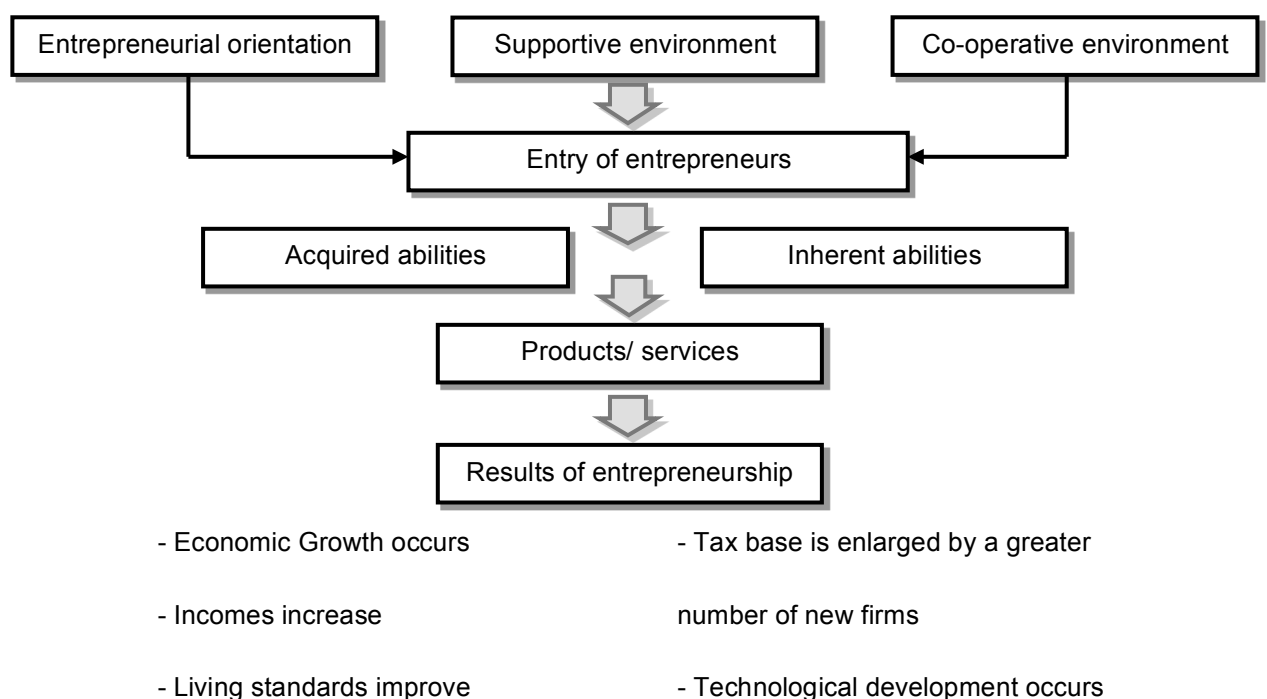 Entrepreneurial orientation
Supportive environment
Co-operative environment
Entry of entrepreneurs
Acquired abilities
Inherent abilities
Products/ services
Results of entrepreneurship
- Economic Growth occurs
- Incomes increase
- Living standards improve
- Tax base is enlarged by a greater
number of new firms
- Technological development occurs